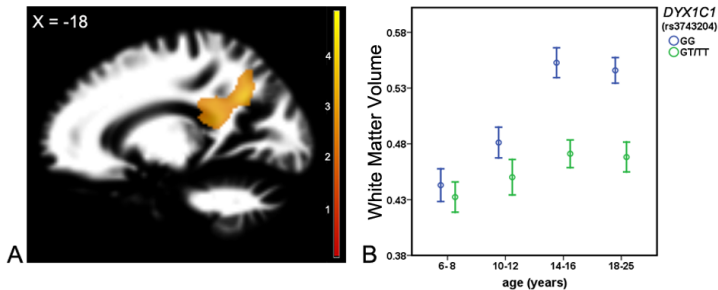 X = -18
4
3
2
1
A
DYX1C1
(rs3743204)
GG
GT/TT
White Matter Volume
0.58
0.53
0.48
0.43
0.38
6-8
10-12
14-16
18-25
age (years)
B